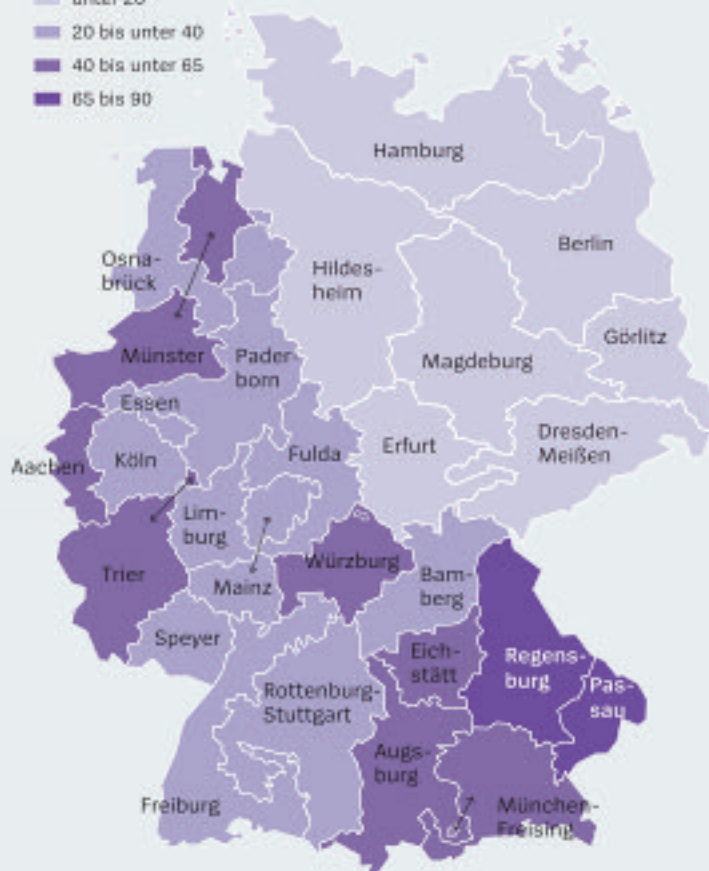 unter 20
20 bis unter 40
40 bis unter 65
65 bis 90
Hamburg
Berlin
Osna-
brück
Hildes-
heim
Görlitz
Münster
Pader-
born
Magdeburg
Essen
Aachen
Köln
Fulda
Erfurt
Dresden-
Meißen
Lim-
burg
Trier
Mainz
Würzburg
Bam-
berg
Speyer
Eich-
stätt
Regens-
burg
Pas-
sau
Rottenburg-
Stuttgart
Augs-
burg
Freiburg
München-
Freising